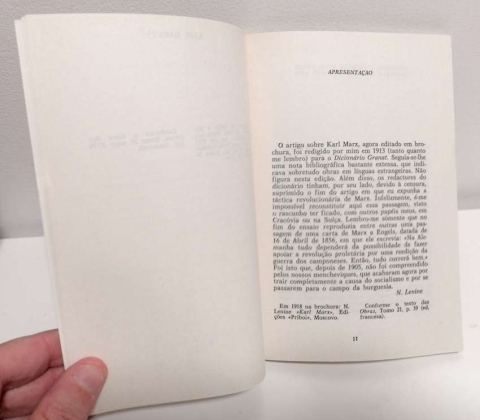 APRESENTAÇÃO
O artigo sobre Karl Marx, agora editado em bro-
chura, foi redigido por mim em 1913 (tanto quanto
me lembro) para o Dicionário Granat. Seguia-se-lhe
uma nota bibliográfica bastante extensa, que indi-
cava sobretudo obras em línguas estrangeiras. Não
figura nesta edição. Além disso, os redactores do
dicionário tinham, por seu lado, devido à censura,
suprimido o fim do artigo em que eu expunha a
táctica revolucionária de Marx. Infelizmente, é-me
impossível reconstituir aqui essa passagem, visto
o rascunho ter ficado, com outros papéis meus, em
Cracóvia ou na Suíça. Lembro-me sòmente que no
fim do ensaio reproduzia entre outras uma pas-
sagem de uma carta de Marx a Engels, datada de
16 de Abril de 1856, em que ele escrevia: «Na Ale-
manha tudo dependerá da possibilidade de fazer
apoiar a revolução proletária por uma reedição da
guerra dos camponeses. Então, tudo correrá bem.»
Foi isto que, depois de 1905, não foi compreendido
pelos nossos mencheviques, que acabaram agora por
trair completamente a causa do socialismo e por se
passarem para o campo da burguesia.
N. Lenine
Em 1918 na brochura: N.
Lenine «Karl Marx», Edi-
ções «Priboi», Moscovo.
Conforme o texto das
Obras, Tomo 21, p. 39 (ed.
francesa).
11